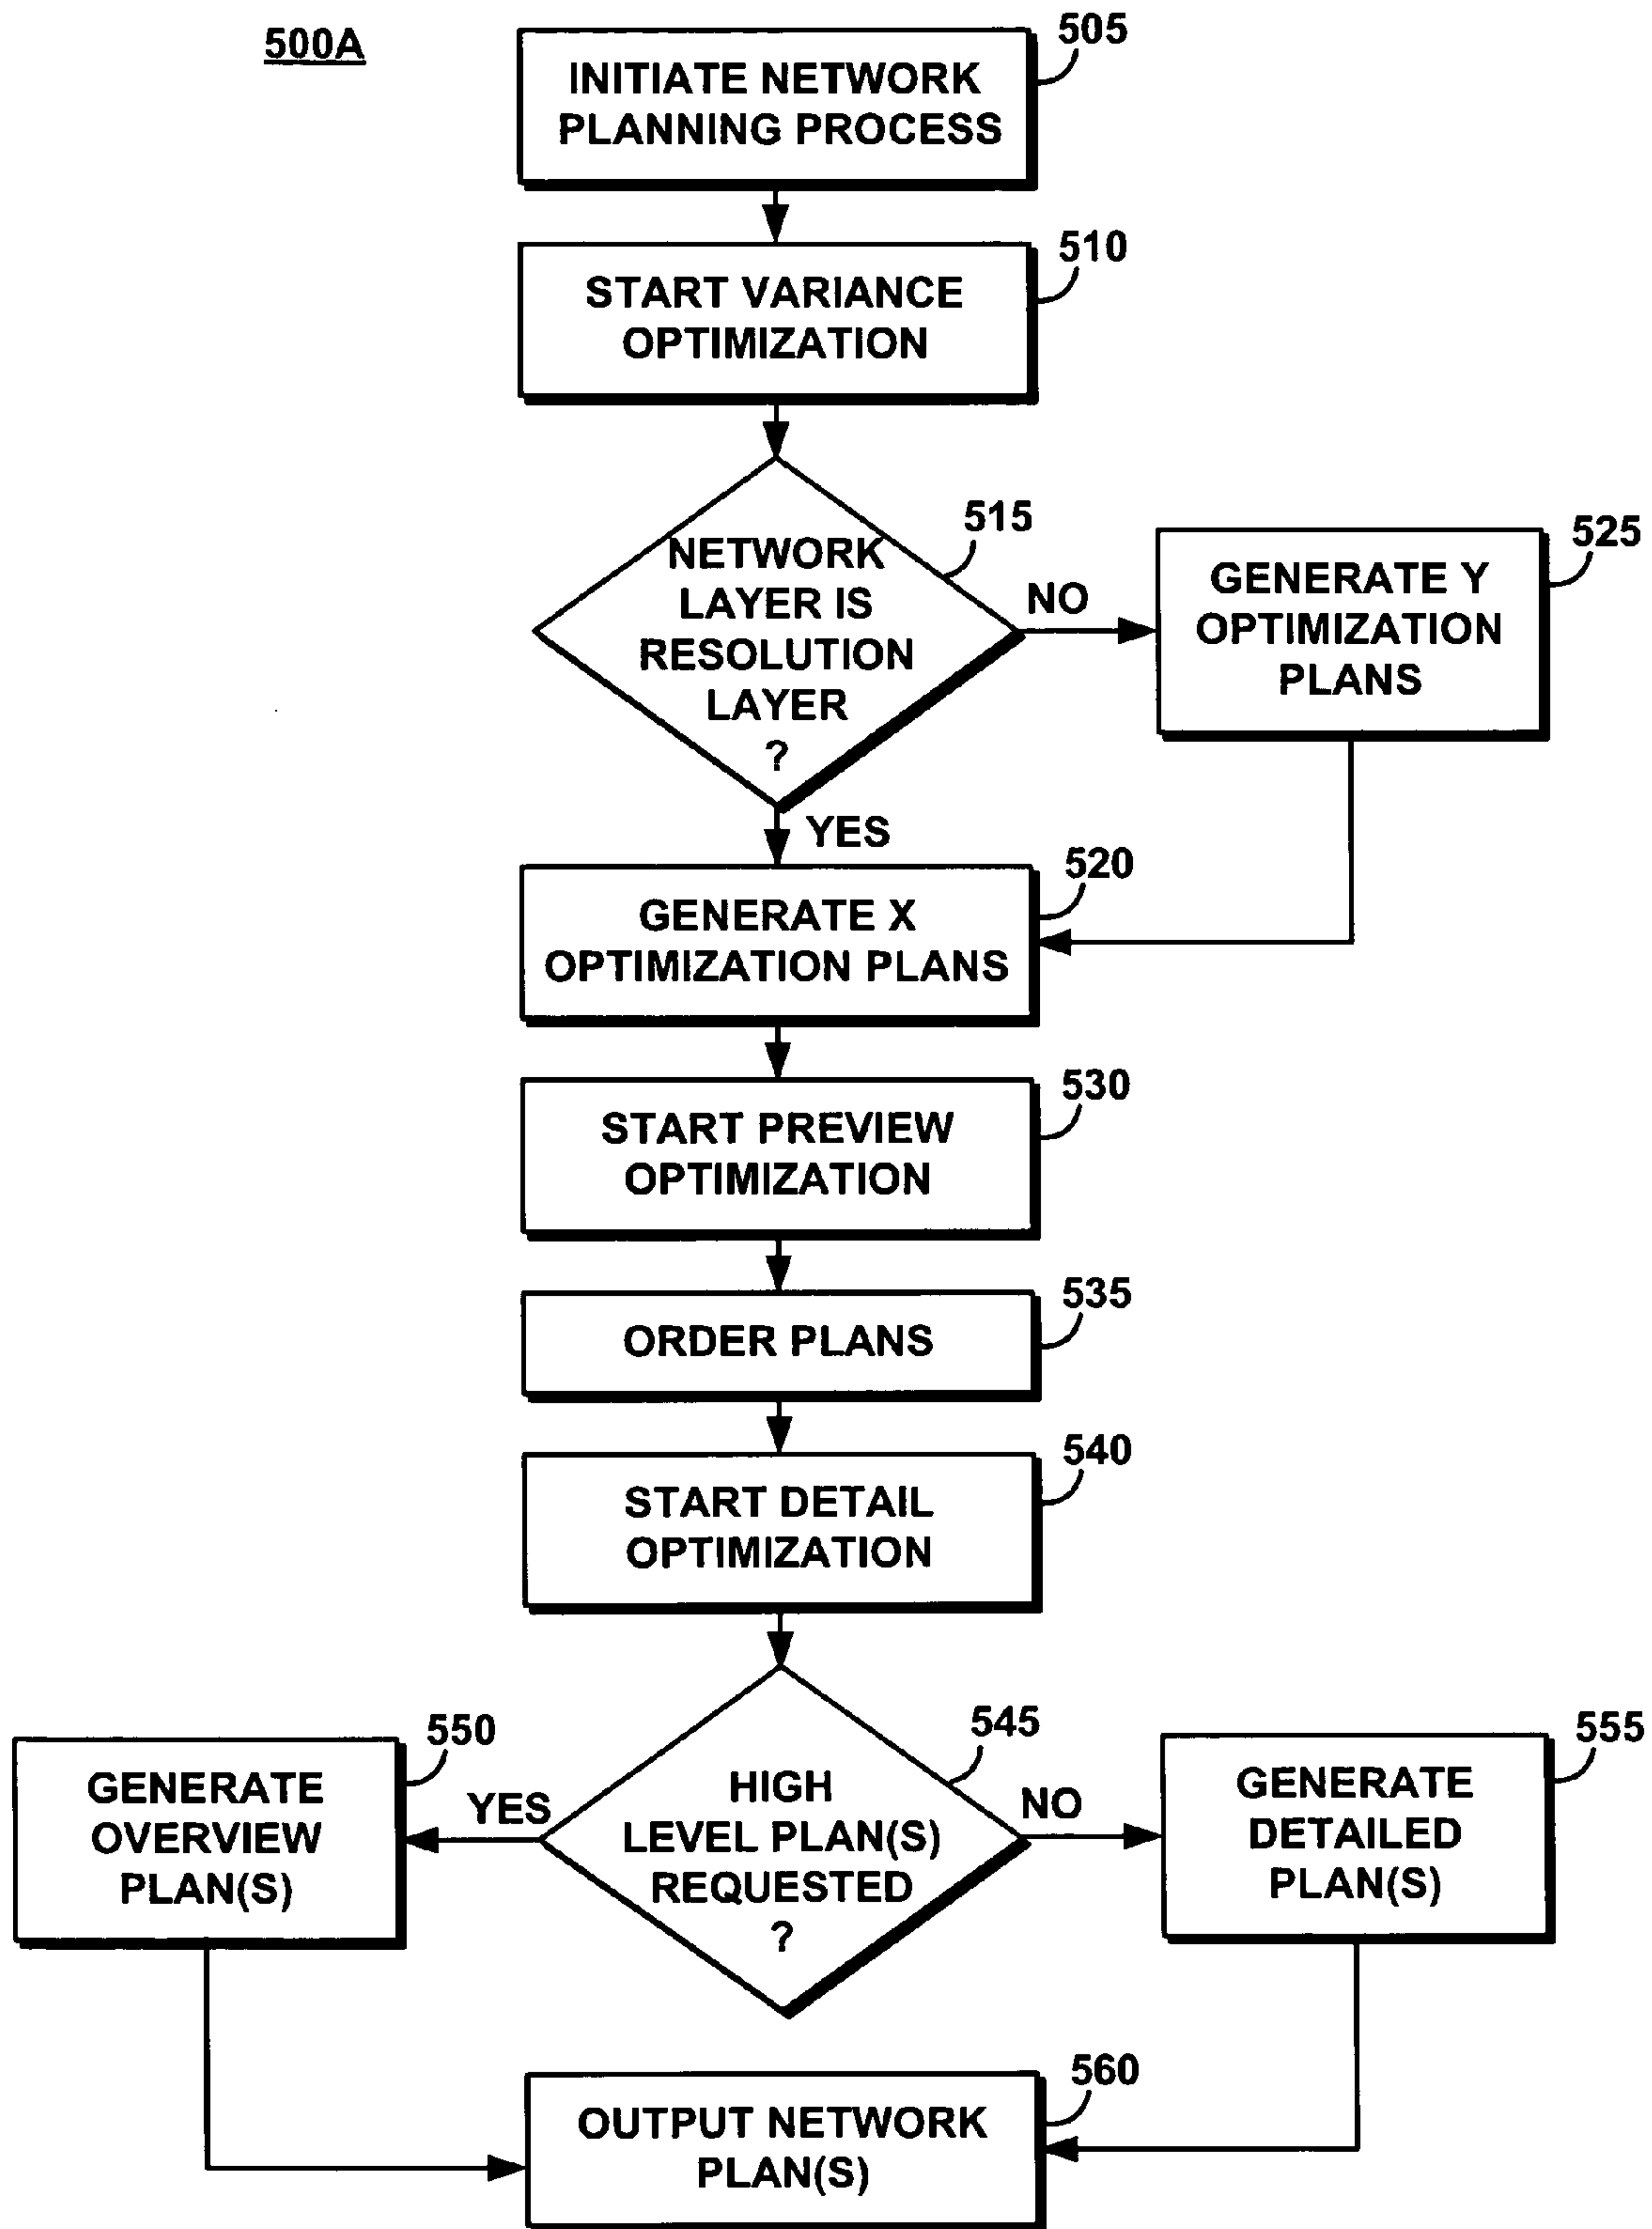 500A
505
INITIATE NETWORK
PLANNING PROCESS
510
START VARIANCE
OPTIMIZATION
515
NETWORK
LAYER IS
RESOLUTION
LAYER
?
NO
525
GENERATE Y
OPTIMIZATION
PLANS
YES
520
GENERATE X
OPTIMIZATION PLANS
530
START PREVIEW
OPTIMIZATION
535
ORDER PLANS
540
START DETAIL
OPTIMIZATION
545
HIGH
LEVEL PLAN(S)
REQUESTED
?
YES
550
GENERATE
OVERVIEW
PLAN(S)
NO
555
GENERATE
DETAILED
PLAN(S)
560
OUTPUT NETWORK
PLAN(S)